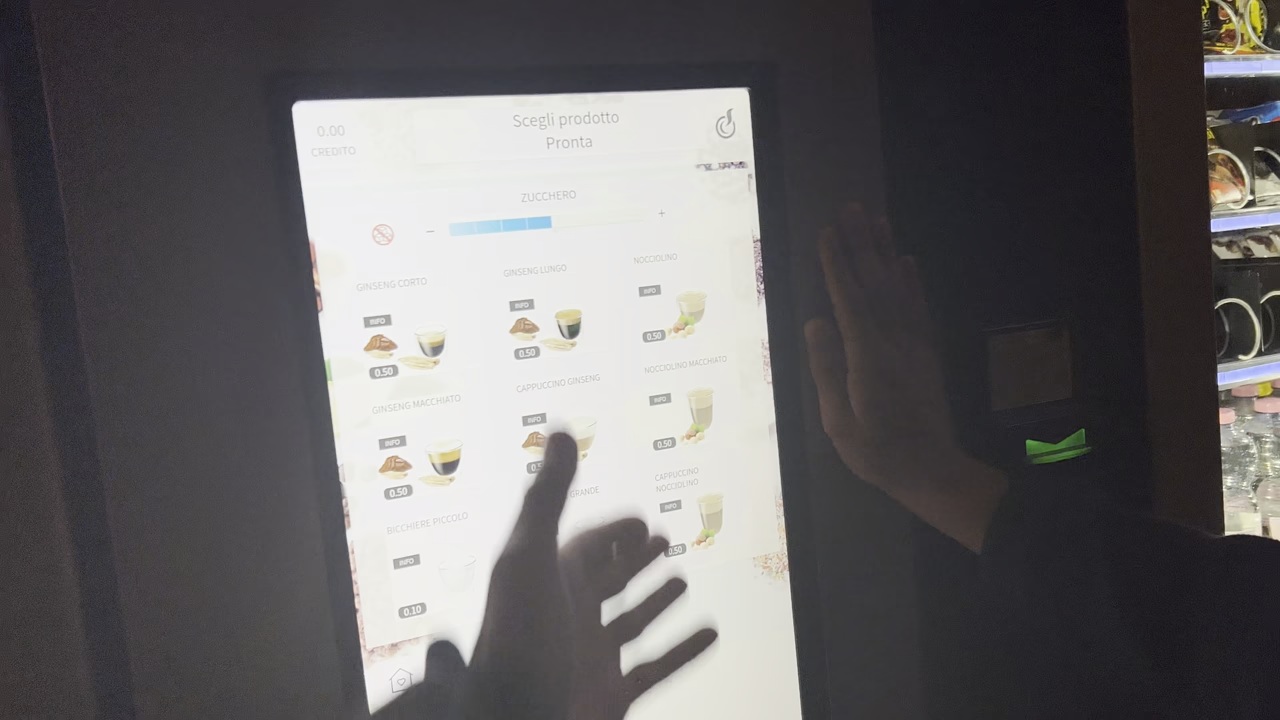 0.00
CREDITO
Scegli prodotto
Pronta
ZUCCHERO
- +
GINSENG CORTO
INFO
0.50
GINSENG LUNGO
INFO
0.50
NOCCIOLINO
INFO
0.50
GINSENG MACCHIATO
INFO
0.50
CAPPUCCINO GINSENG
INFO
NOCCIOLINO MACCHIATO
INFO
0.50
BICCHIERE PICCOLO
INFO
0.10
GRANDE
CAPPUCCINO
NOCCIOLINO
INFO
0.50